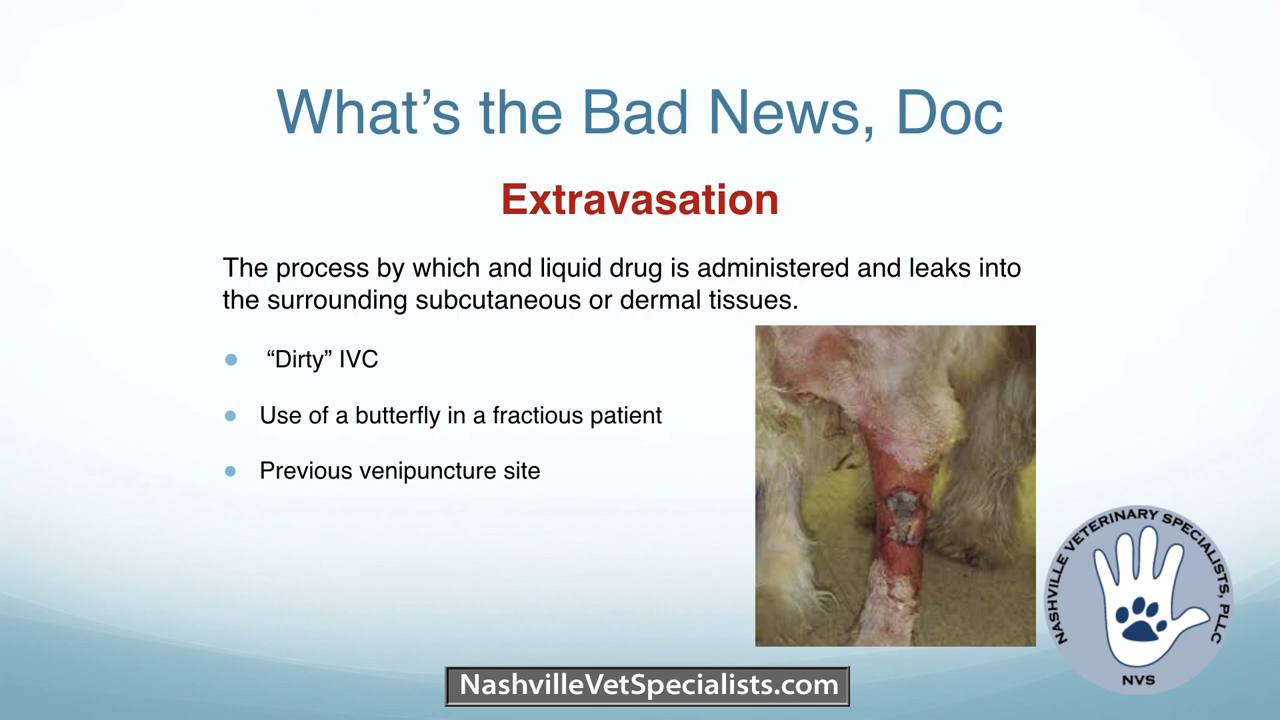 What’s the Bad News, Doc
Extravasation
The process by which and liquid drug is administered and leaks into
the surrounding subcutaneous or dermal tissues.
“Dirty” IVC
Use of a butterfly in a fractious patient
Previous venipuncture site
NASHVILLE VETERINARY SPECIALISTS, PLLC
NVS
NashvilleVetSpecialists.com